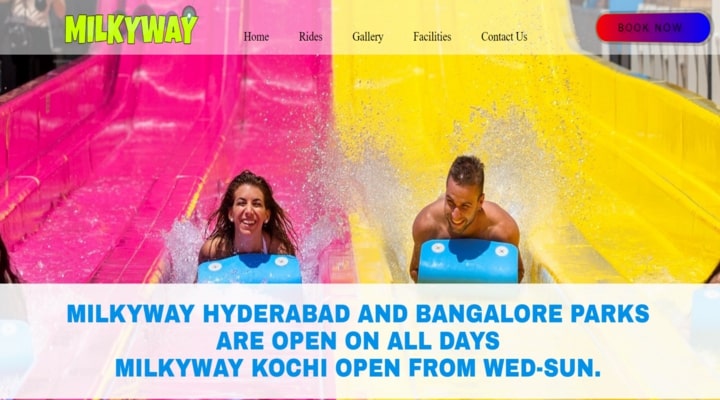 MILKYWAY
Home Rides Gallery Facilities Contact Us
BOOK NOW
MILKYWAY HYDERABAD AND BANGALORE PARKS
ARE OPEN ON ALL DAYS
MILKYWAY KOCHI OPEN FROM WED-SUN.